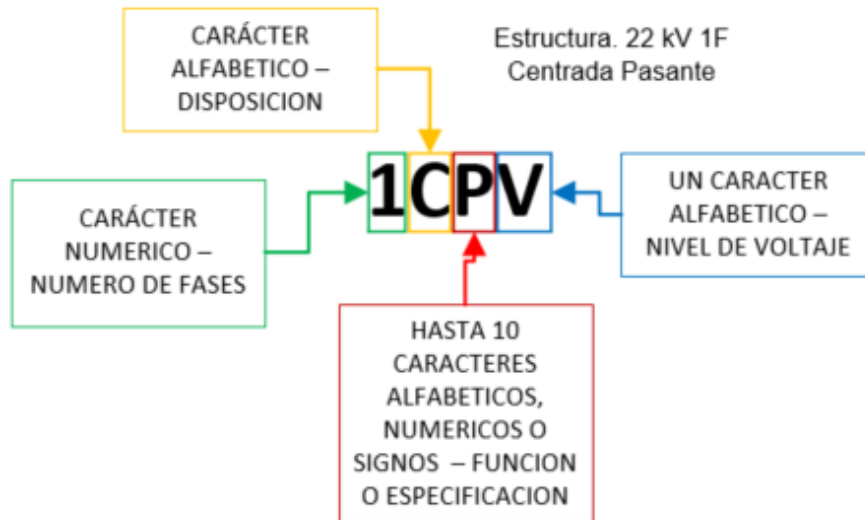 CARÁCTER
ALFABETICO –
DISPOSICION
Estructura. 22 kV 1F
Centrada Pasante
1CPV
CARÁCTER
NUMERICO –
NUMERO DE FASES
UN CARACTER
ALFABETICO –
NIVEL DE VOLTAJE
HASTA 10
CARACTERES
ALFABETICOS,
NUMERICOS O
SIGNOS – FUNCION
O ESPECIFICACION